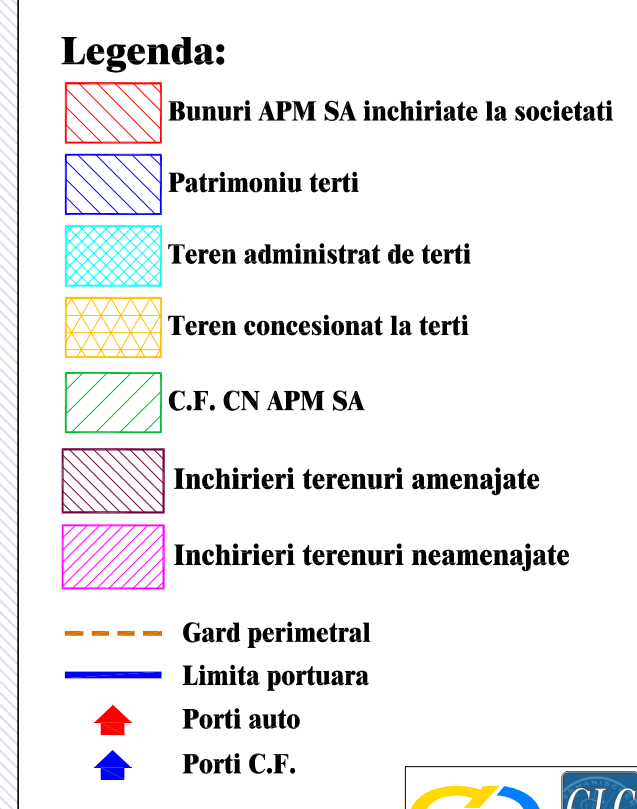 Legenda:
Bunuri APM SA inchiriate la societati
Patrimoniu terti
Teren administrat de terti
Teren concesionat la terti
C.F. CN APM SA
Inchirieri terenuri amenajate
Inchirieri terenuri neamenajate
Gard perimetral
Limita portuara
Porti auto
Porti C.F.